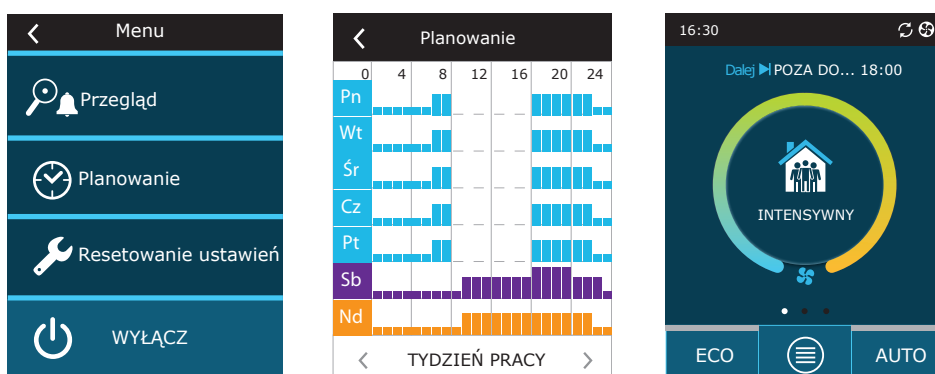 Menu
Przegląd
Planowanie
Resetowanie ustawień
WYŁĄCZ
Planowanie
0 4 8 12 16 20 24
Pn
Wt
Śr
Cz
Pt
Sb
Nd
TYDZIEŃ PRACY
16:30
Dalej POZA DO... 18:00
INTENSYWNY
ECO
AUTO